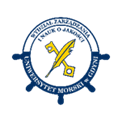 WYDZIAŁ ZARZĄDZANIA
I NAUK O JAKOŚCI
UNIWERSYTET MORSKI W GDYNI